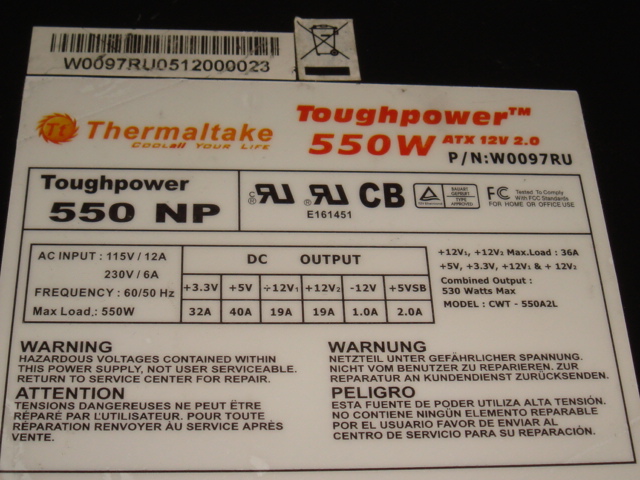 W0097RU0512000023
Tt Thermaltake
COOL all YOUR LIFE
Toughpower™
550W ATX 12V 2.0
P/N:W0097RU
Toughpower
550 NP
E161451
CB
FC Tested To Comply
With FCC Standards
FOR HOME OR OFFICE USE
BAUART
GEPRÜFT
TYPE
APPROVED
AC INPUT : 115V / 12A
230V / 6A
FREQUENCY : 60/50 Hz
Max Load,: 550W
DC OUTPUT
+3.3V +5V +12V₁ +12V₂ -12V +5VSB
32A 40A 19A 19A 1.0A 2.0A
+12V₁, +12V₂ Max.Load : 36A
+5V, +3.3V, +12V₁ & + 12V₂
Combined Output :
530 Watts Max
MODEL : CWT - 550A2L
WARNING
HAZARDOUS VOLTAGES CONTAINED WITHIN
THIS POWER SUPPLY, NOT USER SERVICEABLE.
RETURN TO SERVICE CENTER FOR REPAIR.
ATTENTION
TENSIONS DANGEREUSES NE PEUT ËTRE
RÉPARÉ PAR L'UTILISATEUR. POUR TOUTE
RÉPARATION RENVOYER AU SERVICE APRÈS
VENTE.
WARNUNG
NETZTEIL UNTER GEFÄHRLICHER SPANNUNG.
NICHT VOM BENUTZER ZU REPARIEREN. ZUR
REPARATUR AN KUNDENDIENST ZURÜCKSENDEN.
PELIGRO
ESTA FUENTE DE PODER UTILIZA ALTA TENSIÓN.
NO CONTIENE NINGÚN ELEMENTO REPARABLE
POR EL USUARIO FAVOR DE ENVIAR AL
CENTRO DE SERVICIO PARA SU REPARACIÓN.